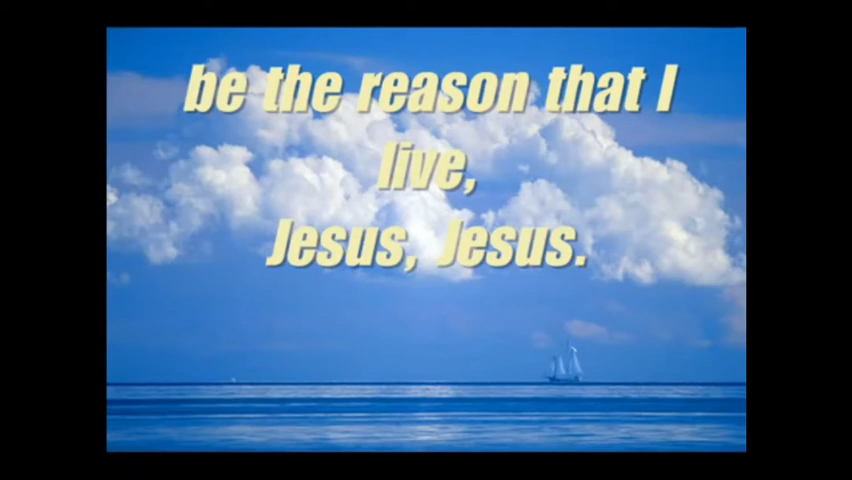 be the reason that I
live,
Jesus, Jesus.